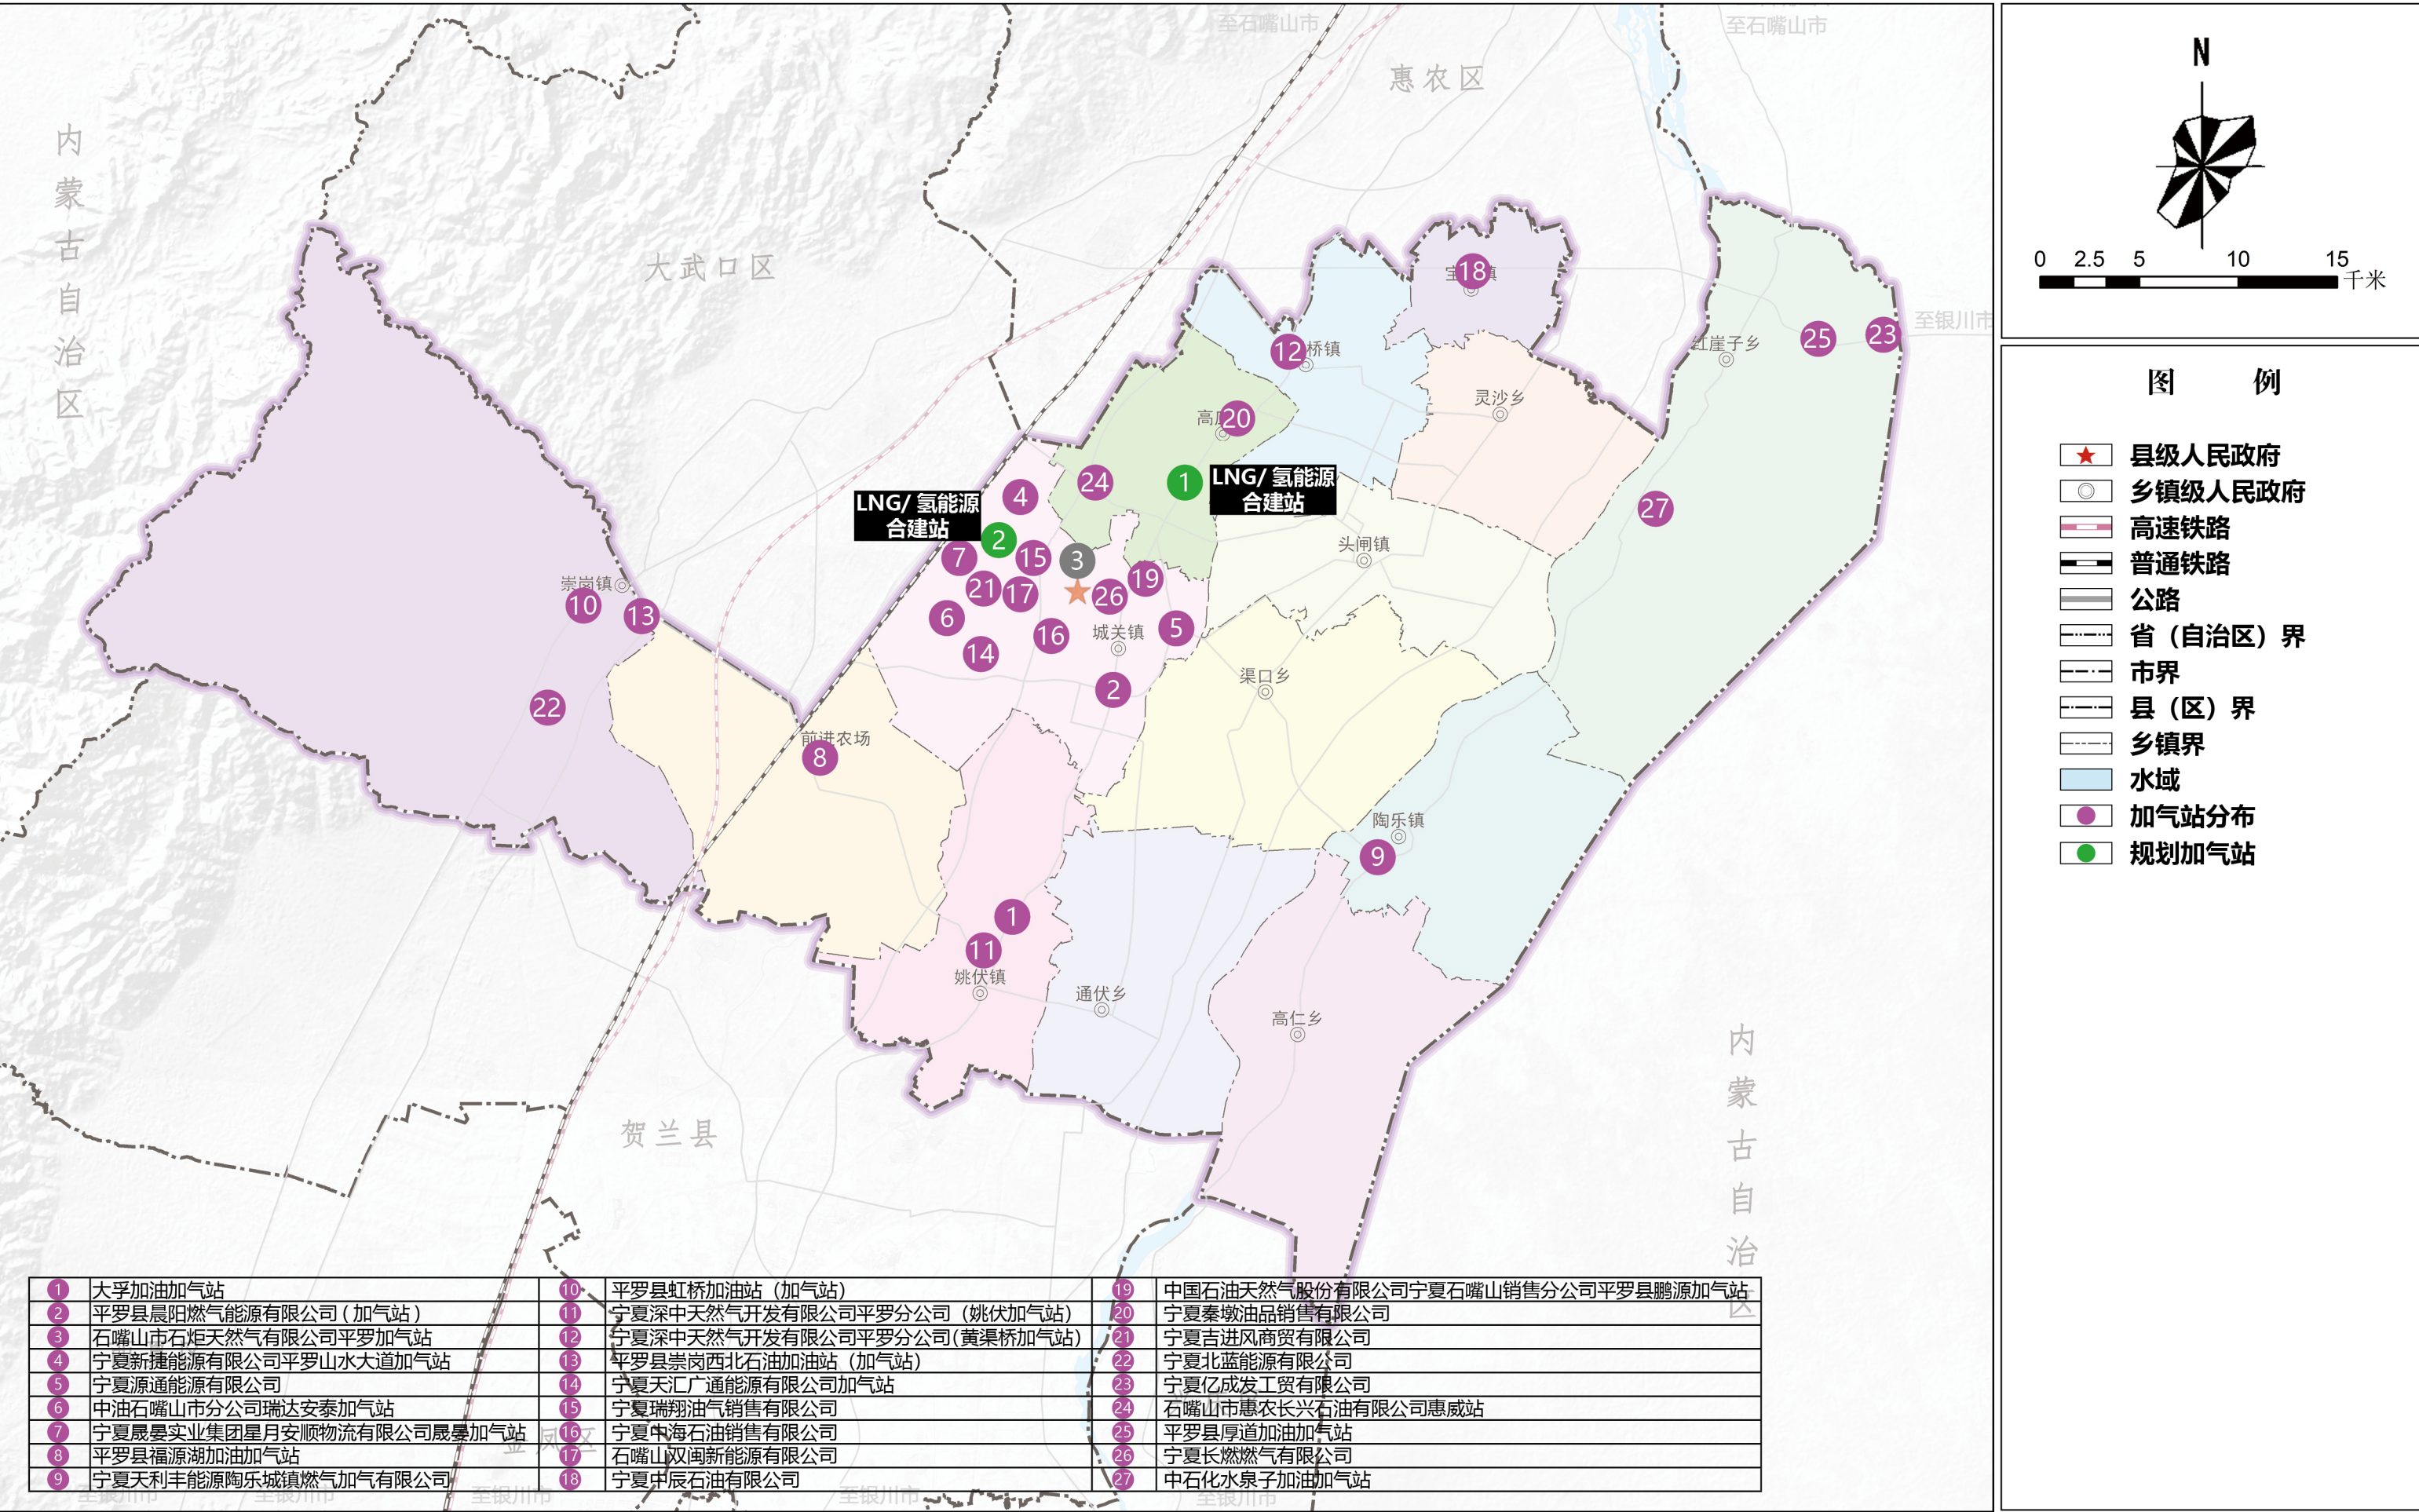 至石嘴山市
至石嘴山市
惠农区
内蒙古自治区
大武口区
18
12
桥镇
红崖子乡
25
23
至银川市
灵沙乡
20
24
1
LNG/ 氢能源
合建站
4
LNG/ 氢能源
合建站
27
2
7
15
3
头闸镇
崇岗镇
10
13
21
17
26
19
6
16
城关镇
5
14
渠口乡
2
22
前进农场
8
陶乐镇
9
1
11
姚伏镇
通伏乡
高仁乡
贺兰县
内蒙古自治区
1 大孚加油加气站
2 平罗县晨阳燃气能源有限公司（加气站）
3 石嘴山市石炬天然气有限公司平罗加气站
4 宁夏新捷能源有限公司平罗山水大道加气站
5 宁夏源通能源有限公司
6 中油石嘴山市分公司瑞达安泰加气站
7 宁夏晟晏实业集团星月安顺物流有限公司晟晏加气站
8 平罗县福源湖加油加气站
9 宁夏天利丰能源陶乐城镇燃气加气有限公司
10 平罗县虹桥加油站（加气站）
11 宁夏深中天然气开发有限公司平罗分公司（姚伏加气站）
12 宁夏深中天然气开发有限公司平罗分公司(黄渠桥加气站)
13 平罗县崇岗西北石油加油站（加气站）
14 宁夏天汇广通能源有限公司加气站
15 宁夏瑞翔油气销售有限公司
16 宁夏中海石油销售有限公司
17 石嘴山双闽新能源有限公司
18 宁夏中辰石油有限公司
19 中国石油天然气股份有限公司宁夏石嘴山销售分公司平罗县鹏源加气站
20 宁夏秦墩油品销售有限公司
21 宁夏吉进风商贸有限公司
22 宁夏北蓝能源有限公司
23 宁夏亿成发工贸有限公司
24 石嘴山市惠农长兴石油有限公司惠威站
25 平罗县厚道加油加气站
26 宁夏长燃燃气有限公司
27 中石化水泉子加油加气站
金凤区
至银川市
至银川市
至银川市
至银川市
至银川市
N
0 2.5 5 10 15
千米
图 例
县级人民政府
乡镇级人民政府
高速铁路
普通铁路
公路
省（自治区）界
市界
县（区）界
乡镇界
水域
加气站分布
规划加气站